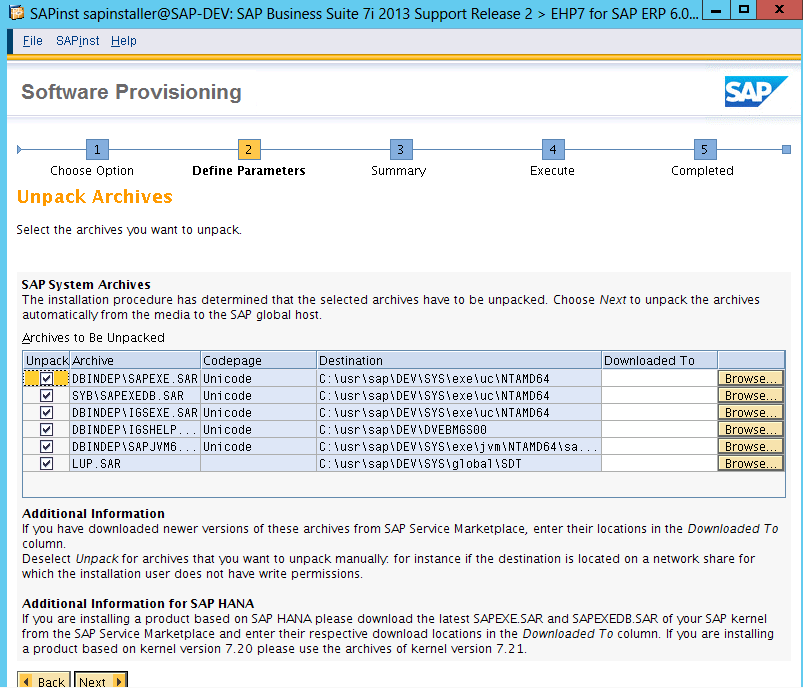 SAPinst sapinstaller@SAP-DEV: SAP Business Suite 7i 2013 Support Release 2 > EHP7 for SAP ERP 6.0...
File SAPinst Help
Software Provisioning
SAP
1 2 3 4 5
Choose Option Define Parameters Summary Execute Completed
Unpack Archives
Select the archives you want to unpack.
SAP System Archives
The installation procedure has determined that the selected archives have to be unpacked. Choose Next to unpack the archives
automatically from the media to the SAP global host.
Archives to Be Unpacked
Unpack Archive Codepage Destination Downloaded To
DBINDEP\SAPEXE.SAR Unicode C:\usr\sap\DEV\SYS\exe\uc\NTAMD64 Browse...
SYB\SAPEXEDB.SAR Unicode C:\usr\sap\DEV\SYS\exe\uc\NTAMD64 Browse...
DBINDEP\IGSEXE.SAR Unicode C:\usr\sap\DEV\SYS\exe\uc\NTAMD64 Browse...
DBINDEP\IGSHELP... Unicode C:\usr\sap\DEV\DVEBMGS00 Browse...
DBINDEP\SAPJVM6... Unicode C:\usr\sap\DEV\SYS\exe\jvm\NTAMD64\sa... Browse...
LUP.SAR C:\usr\sap\DEV\SYS\global\SDT Browse...
Additional Information
If you have downloaded newer versions of these archives from SAP Service Marketplace, enter their locations in the Downloaded To
column.
Deselect Unpack for archives that you want to unpack manually: for instance if the destination is located on a network share for
which the installation user does not have write permissions.
Additional Information for SAP HANA
If you are installing a product based on SAP HANA please download the latest SAPEXE.SAR and SAPEXEDB.SAR of your SAP kernel
from the SAP Service Marketplace and enter their respective download locations in the Downloaded To column. If you are installing
a product based on kernel version 7.20 please use the archives of kernel version 7.21.
Back Next